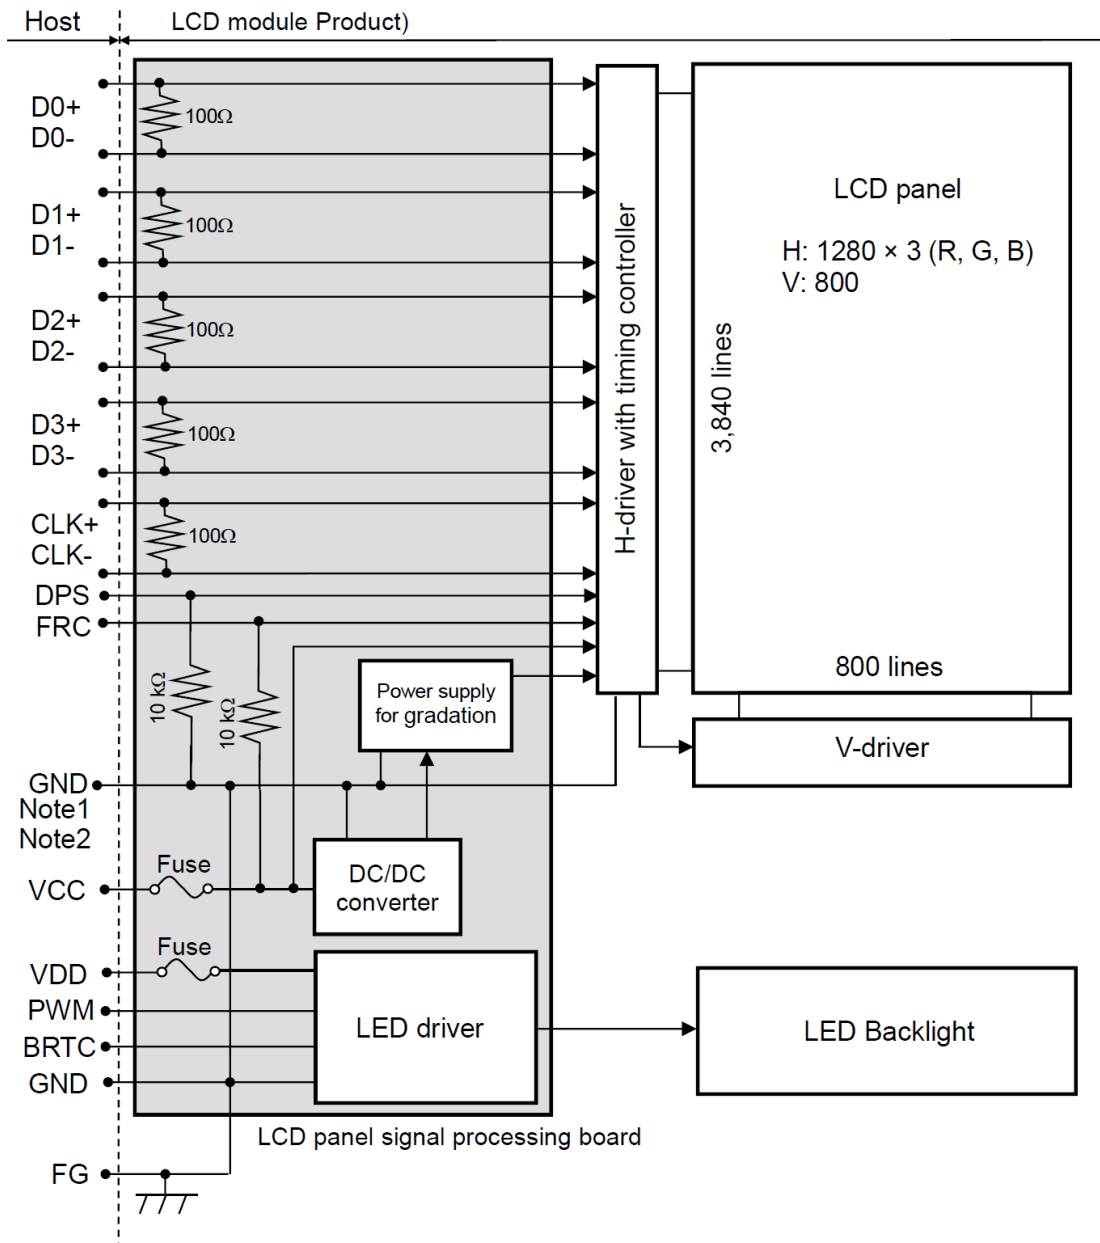 Host
LCD module Product)
D0+
D0-
100Ω
D1+
D1-
100Ω
D2+
D2-
100Ω
D3+
D3-
100Ω
CLK+
CLK-
100Ω
DPS
FRC
10 kΩ
10 kΩ
Power supply
for gradation
H-driver with timing controller
LCD panel
H: 1280 × 3 (R, G, B)
V: 800
3,840 lines
800 lines
V-driver
GND
Note1
Note2
Fuse
VCC
DC/DC
converter
Fuse
VDD
PWM
BRTC
GND
LED driver
LED Backlight
LCD panel signal processing board
FG